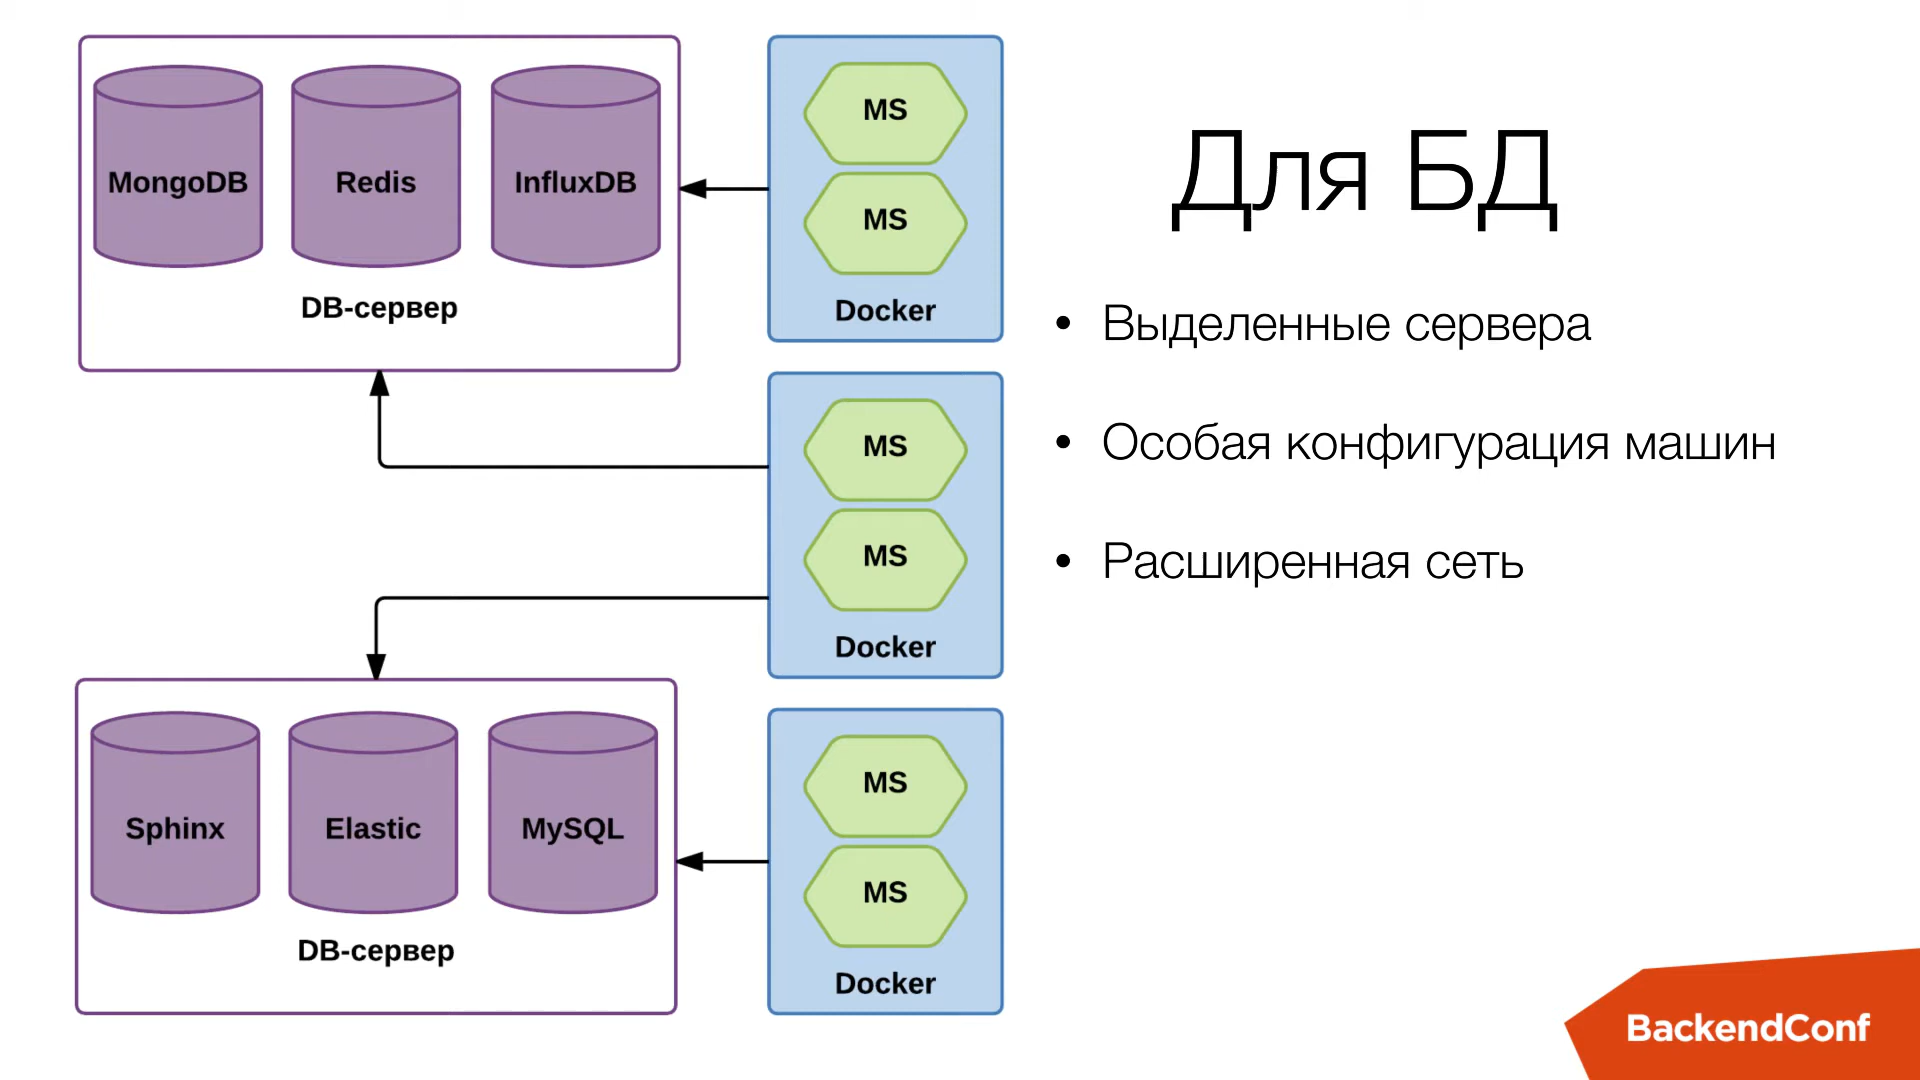 MongoDB
Redis
InfluxDB
DB-сервер
MS
MS
Docker
MS
MS
Docker
Sphinx
Elastic
MySQL
DB-сервер
MS
MS
Docker
Для БД
• Выделенные сервера
• Особая конфигурация машин
• Расширенная сеть
BackendConf